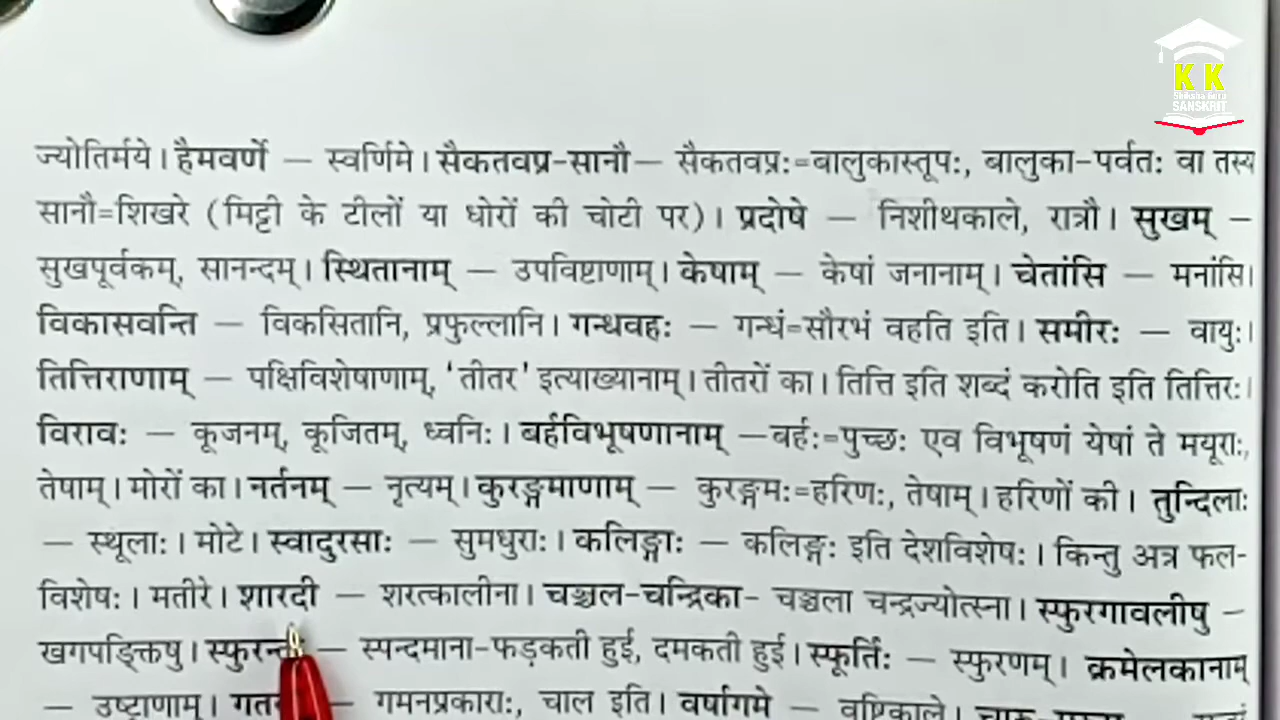 K K
SANSKRIT
ज्योतिर्मये। हैमवर्णे — स्वर्णिमे। सैकतवप्र-सानौ— सैकतवप्रः=बालुकास्तूपः, बालुका-पर्वतः वा तस्य
सानौ=शिखरे (मिट्टी के टीलों या धोरों की चोटी पर)। प्रदोषे — निशीथकाले, रात्रौ। सुखम् —
सुखपूर्वकम्, सानन्दम्। स्थितानाम् — उपविष्टाणाम्। केषाम् — केषां जनानाम्। चेतांसि — मनांसि।
विकासवन्ति — विकसितानि, प्रफुल्लानि। गन्धवहः — गन्धं=सौरभं वहति इति। समीरः — वायुः।
तित्तिराणाम् — पक्षिविशेषाणाम्, 'तीतर' इत्याख्यानाम्। तीतरों का। तित्ति इति शब्दं करोति इति तित्तिरः।
विरावः — कूजनम्, कूजितम्, ध्वनिः। बर्हविभूषणानाम् —बर्हः=पुच्छः एव विभूषणं येषां ते मयूराः,
तेषाम्। मोरों का। नर्तनम् — नृत्यम्। कुरङ्गमाणाम् — कुरङ्गमः=हरिणः, तेषाम्। हरिणों की। तुन्दिलाः
— स्थूलाः। मोटे। स्वादुरसाः — सुमधुराः। कलिङ्गाः — कलिङ्गः इति देशविशेषः। किन्तु अत्र फल-
विशेषः। मतीरे। शारदी — शरत्कालीना। चञ्चल-चन्द्रिका- चञ्चला चन्द्रज्योत्स्ना। स्फुरगावलीषु —
खगपङ्क्तिषु। — स्पन्दमाना-फड़कती हुई, दमकती हुई। स्फूर्तिः — स्फुरणम्। क्रमेलकानाम्
— उष्ट्राणाम्। — गमनप्रकाराः, चाल इति। वर्षागमे — वृष्टिकाले।